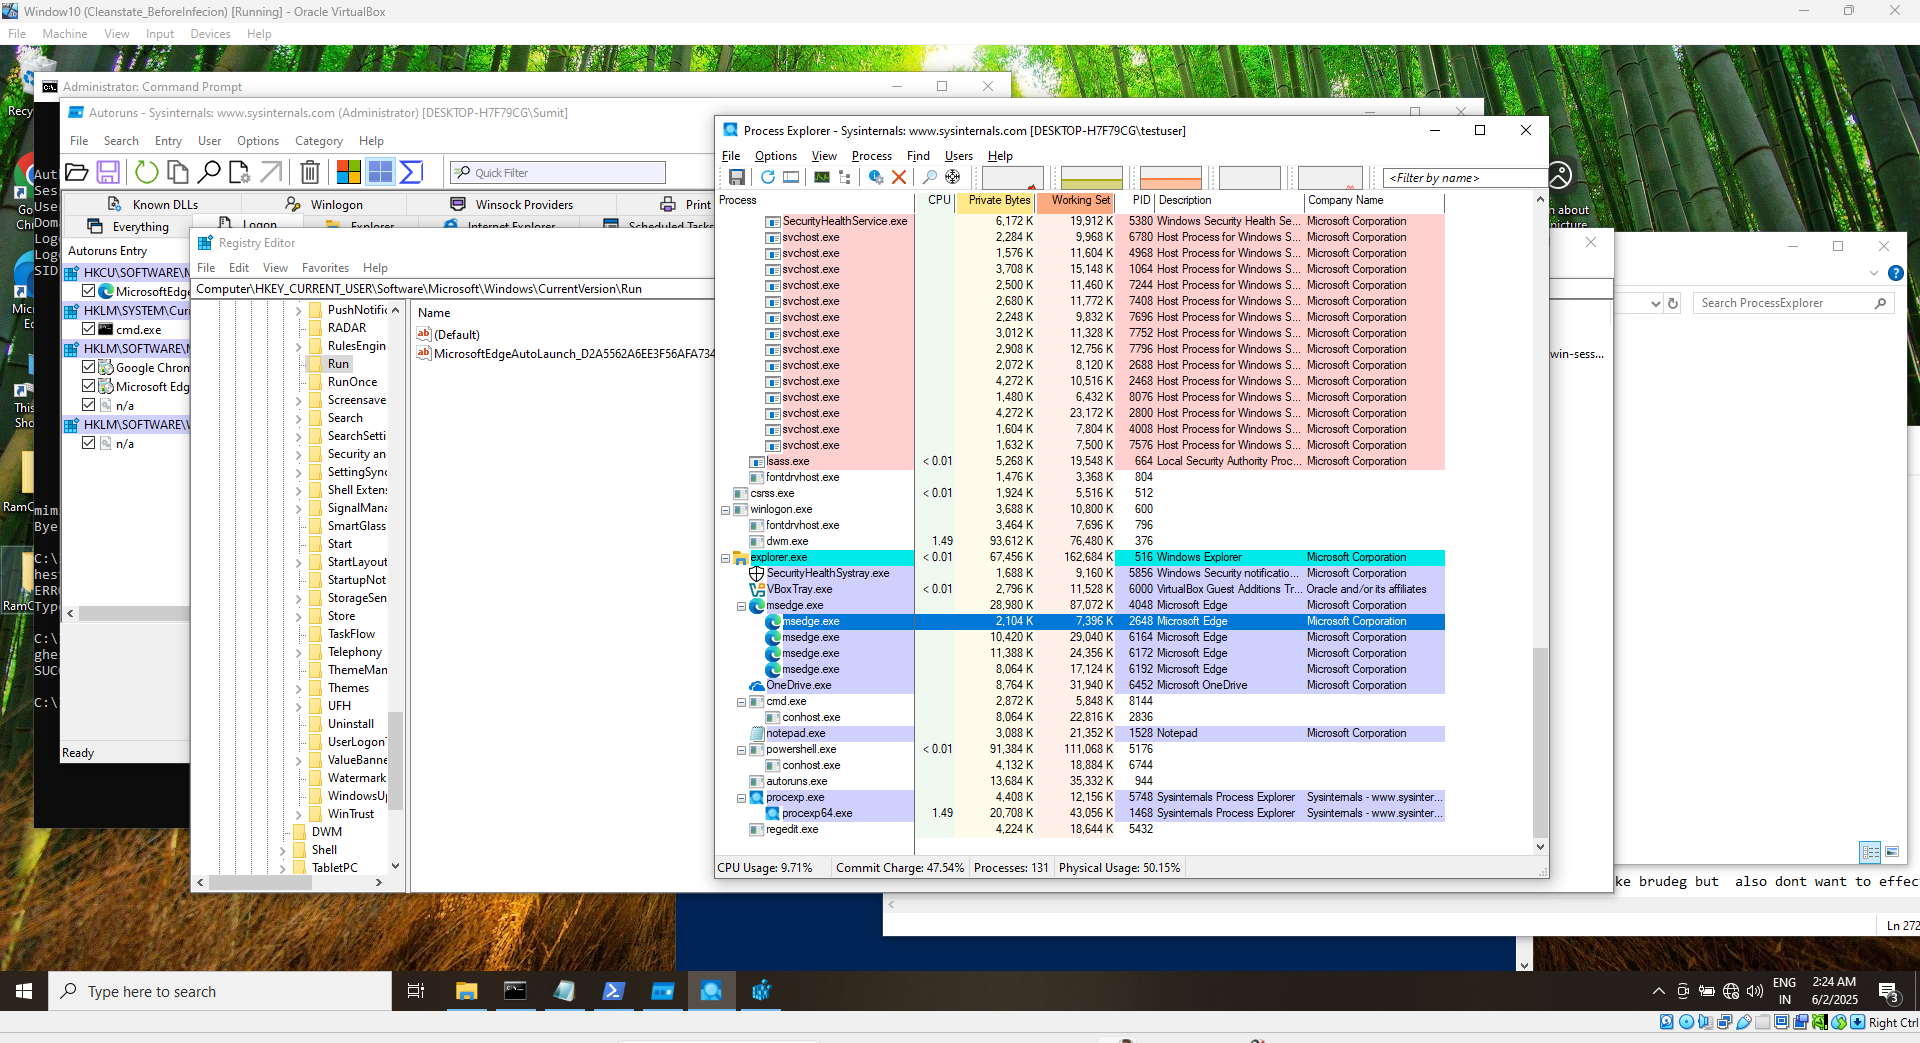 Window10 (Cleanstate_BeforeInfecion) [Running] - Oracle VirtualBox
File Machine View Input Devices Help
Administrator: Command Prompt
Autoruns - Sysinternals: www.sysinternals.com (Administrator) [DESKTOP-H7F79CG\Sumit]
File Search Entry User Options Category Help
Quick Filter
Known DLLs Winlogon Winsock Providers Print
Everything Logon Explorer Internet Explorer Scheduled Tasks
Autoruns Entry
HKCU\SOFTWARE\M
MicrosoftEdge
HKLM\SYSTEM\Curr
cmd.exe
HKLM\SOFTWARE\M
Google Chrom
Microsoft Edg
n/a
HKLM\SOFTWARE\W
n/a
Ready
Registry Editor
File Edit View Favorites Help
Computer\HKEY_CURRENT_USER\Software\Microsoft\Windows\CurrentVersion\Run
PushNotific
RADAR
RulesEngin
Run
RunOnce
Screensave
Search
SearchSetti
Security an
SettingSync
Shell Extens
SignalMana
SmartGlass
Start
StartLayout
StartupNot
StorageSen
Store
TaskFlow
Telephony
ThemeMan
Themes
UFH
Uninstall
UserLogonT
ValueBanne
Watermark
WindowsUp
WinTrust
DWM
Shell
TabletPC
Name
(Default)
MicrosoftEdgeAutoLaunch_D2A5562A6EE3F56AFA734
Process Explorer - Sysinternals: www.sysinternals.com [DESKTOP-H7F79CG\testuser]
File Options View Process Find Users Help
<Filter by name>
Process CPU Private Bytes Working Set PID Description Company Name
SecurityHealthService.exe 6,172 K 19,912 K 5380 Windows Security Health Se... Microsoft Corporation
svchost.exe 2,284 K 9,968 K 6780 Host Process for Windows S... Microsoft Corporation
svchost.exe 1,576 K 11,604 K 4968 Host Process for Windows S... Microsoft Corporation
svchost.exe 3,708 K 15,148 K 1064 Host Process for Windows S... Microsoft Corporation
svchost.exe 2,500 K 11,460 K 7244 Host Process for Windows S... Microsoft Corporation
svchost.exe 2,680 K 11,772 K 7408 Host Process for Windows S... Microsoft Corporation
svchost.exe 2,248 K 9,832 K 7696 Host Process for Windows S... Microsoft Corporation
svchost.exe 3,012 K 11,328 K 7752 Host Process for Windows S... Microsoft Corporation
svchost.exe 2,908 K 12,756 K 7796 Host Process for Windows S... Microsoft Corporation
svchost.exe 2,072 K 8,120 K 2688 Host Process for Windows S... Microsoft Corporation
svchost.exe 4,272 K 10,516 K 2468 Host Process for Windows S... Microsoft Corporation
svchost.exe 1,480 K 6,432 K 8076 Host Process for Windows S... Microsoft Corporation
svchost.exe 4,272 K 23,172 K 2800 Host Process for Windows S... Microsoft Corporation
svchost.exe 1,604 K 7,804 K 4008 Host Process for Windows S... Microsoft Corporation
svchost.exe 1,632 K 7,500 K 7576 Host Process for Windows S... Microsoft Corporation
lsass.exe < 0.01 5,268 K 19,548 K 664 Local Security Authority Proc... Microsoft Corporation
fontdrvhost.exe 1,476 K 3,368 K 804
csrss.exe < 0.01 1,924 K 5,516 K 512
winlogon.exe 3,688 K 10,800 K 600
fontdrvhost.exe 3,464 K 7,696 K 796
dwm.exe 1.49 93,612 K 76,480 K 376
explorer.exe < 0.01 67,456 K 162,684 K 516 Windows Explorer Microsoft Corporation
SecurityHealthSystray.exe 1,688 K 9,160 K 5856 Windows Security notificatio... Microsoft Corporation
VBoxTray.exe < 0.01 2,796 K 11,528 K 6000 VirtualBox Guest Additions Tr... Oracle and/or its affiliates
msedge.exe 28,980 K 87,072 K 4048 Microsoft Edge Microsoft Corporation
msedge.exe 2,104 K 7,396 K 2648 Microsoft Edge Microsoft Corporation
msedge.exe 10,420 K 29,040 K 6164 Microsoft Edge Microsoft Corporation
msedge.exe 11,388 K 24,356 K 6172 Microsoft Edge Microsoft Corporation
msedge.exe 8,064 K 17,124 K 6192 Microsoft Edge Microsoft Corporation
OneDrive.exe 8,764 K 31,940 K 6452 Microsoft OneDrive Microsoft Corporation
cmd.exe 2,872 K 5,848 K 8144
conhost.exe 8,064 K 22,816 K 2836
notepad.exe 3,088 K 21,352 K 1528 Notepad Microsoft Corporation
powershell.exe < 0.01 91,384 K 111,068 K 5176
conhost.exe 4,132 K 18,884 K 6744
autoruns.exe 13,684 K 35,332 K 944
procexp.exe 4,408 K 12,156 K 5748 Sysinternals Process Explorer Sysinternals - www.sysinter...
procexp64.exe 1.49 20,708 K 43,056 K 1468 Sysinternals Process Explorer Sysinternals - www.sysinter...
regedit.exe 4,224 K 18,644 K 5432
CPU Usage: 9.71% Commit Charge: 47.54% Processes: 131 Physical Usage: 50.15%
n about
picture
Search ProcessExplorer
win-sess...
ke brudeg but also dont want to effec
Ln 272
Recy
Aut
Ses
Use
Dom
Logo
Logo
SID
Go
Chr
Micr
Ed
This
Sho
RamC
mim
Bye
C:\
hest
ERR
RamC
Type
C:\
ghes
SUCC
C:\
Type here to search
ENG
IN
2:24 AM
6/2/2025
3
Right Ctrl